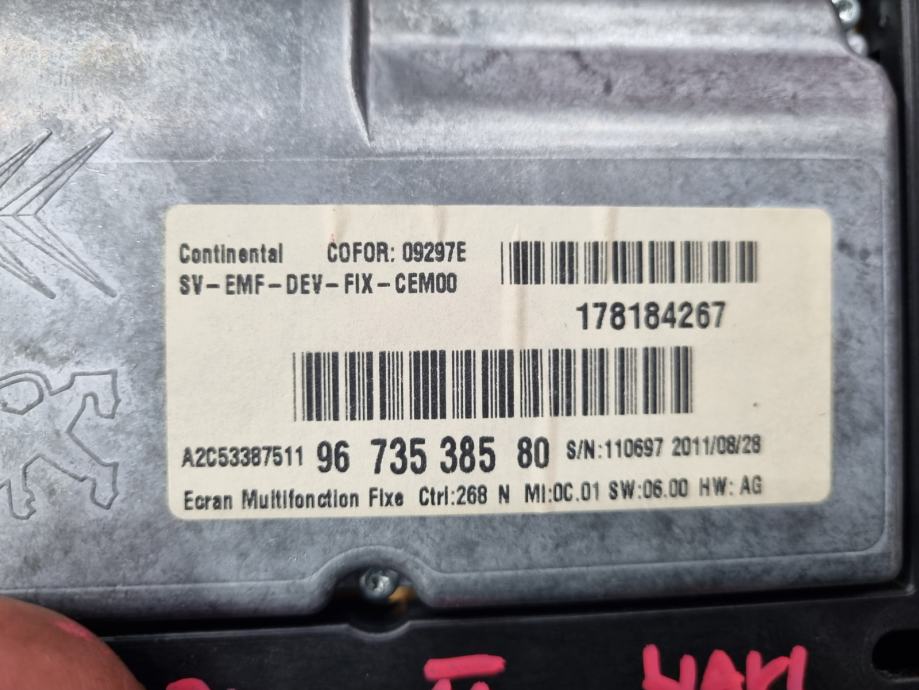 Continental COFOR: 09297E
SV-EMF-DEV-FIX-CEM00
178184267
A2C53387511 96 735 385 80 S/N:110697 2011/08/28
Ecran Multifonction Fixe Ctrl:268 N MI:0C.01 SW:06.00 HW: AG